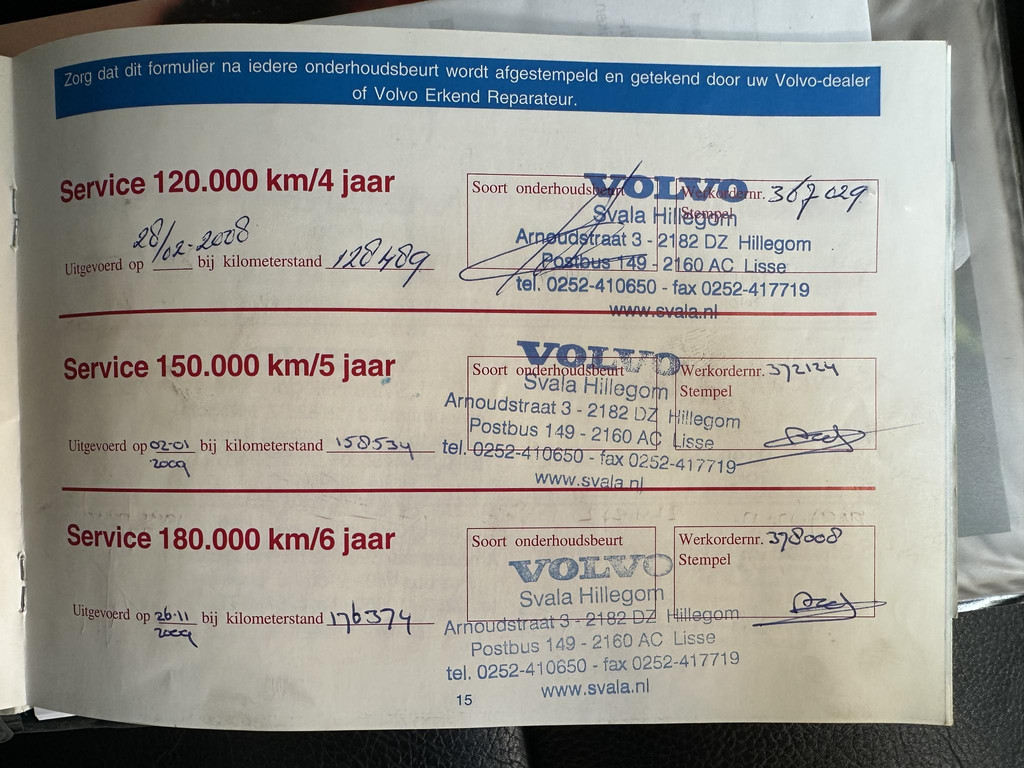 Zorg dat dit formulier na iedere onderhoudsbeurt wordt afgestempeld en getekend door uw Volvo-dealer
of Volvo Erkend Reparateur.
Service 120.000 km/4 jaar
Uitgevoerd op 28/02-2008 bij kilometerstand 128489
Soort onderhoudsbeurt
Werkordernr. 367029
Stempel
VOLVO
Svala Hillegom
Arnoudstraat 3 - 2182 DZ Hillegom
Postbus 149 - 2160 AC Lisse
tel. 0252-410650 - fax 0252-417719
www.svala.nl
Service 150.000 km/5 jaar
Uitgevoerd op 02-01 2009 bij kilometerstand 158534
Soort onderhoudsbeurt
Werkordernr. 372124
Stempel
VOLVO
Svala Hillegom
Arnoudstraat 3 - 2182 DZ Hillegom
Postbus 149 - 2160 AC Lisse
tel. 0252-410650 - fax 0252-417719
www.svala.nl
Service 180.000 km/6 jaar
Uitgevoerd op 26-11 2009 bij kilometerstand 176374
Soort onderhoudsbeurt
Werkordernr. 378008
Stempel
VOLVO
Svala Hillegom
Arnoudstraat 3 - 2182 DZ Hillegom
Postbus 149 - 2160 AC Lisse
tel. 0252-410650 - fax 0252-417719
www.svala.nl
15